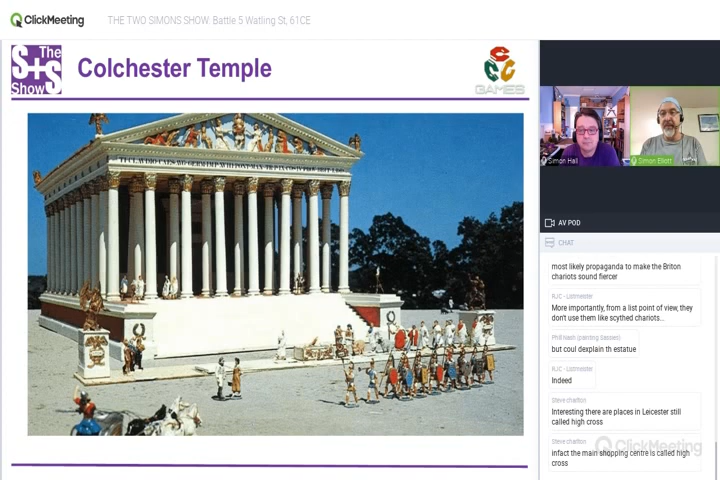 ClickMeeting
THE TWO SIMONS SHOW: Battle 5 Watling St, 61CE
The
S+S
Show
Colchester Temple
CCC
GAMES
Simon Hall
Simon Elliott
AV POD
CHAT
most likely propaganda to make the Briton
chariots sound fiercer
RJC - Listmeister
More importantly, from a list point of view, they
don't use them like scythed chariots...
Phil Nash (painting Sassen)
but coul dexplain th estatue
RJC - Listmeister
Indeed
Steve charlton
Interesting there are places in Leicester still
called high cross
Steve charlton
infact the main shopping centre is called high
cross
ClickMeeting